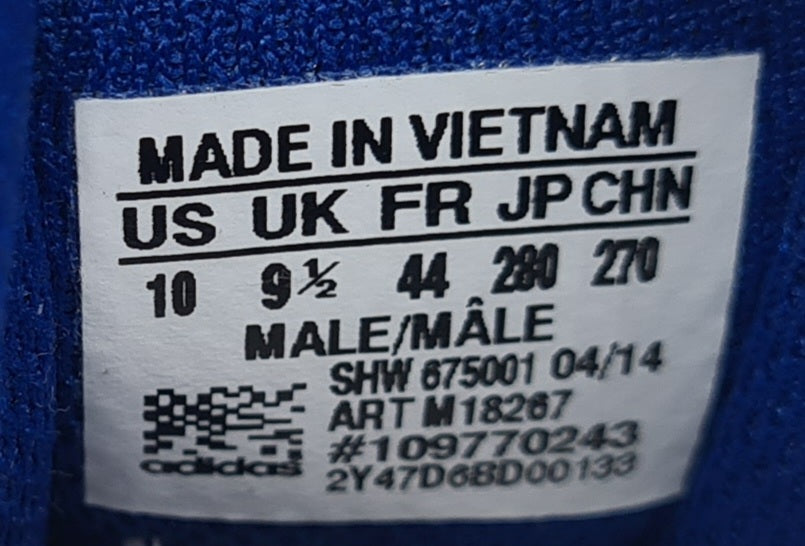 MADE IN VIETNAM
US UK FR JP CHN
10 9½ 44 280 270
MALE/MÂLE
SHW 675001 04/14
ART M18267
#109770243
2Y47D6BD00133
adidas